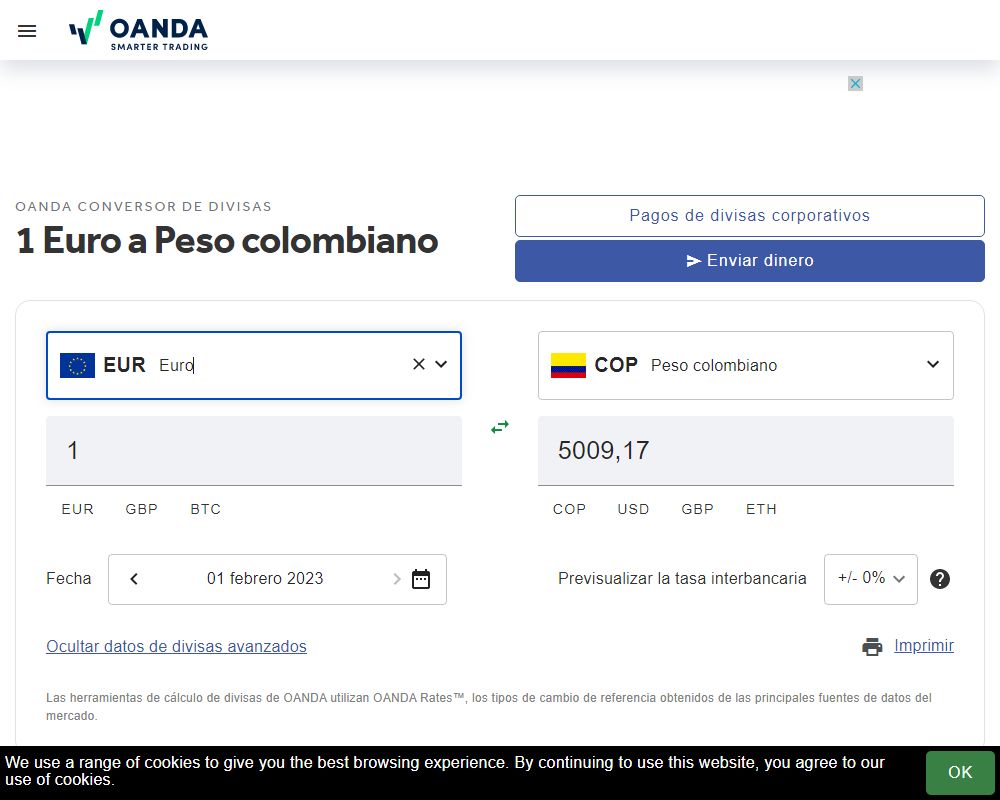 OANDA
SMARTER TRADING
OANDA CONVERSOR DE DIVISAS
1 Euro a Peso colombiano
Pagos de divisas corporativos
Enviar dinero
EUR Euro
COP Peso colombiano
1
5009,17
EUR GBP BTC
COP USD GBP ETH
Fecha
01 febrero 2023
Previsualizar la tasa interbancaria
+/- 0%
?
Ocultar datos de divisas avanzados
Imprimir
Las herramientas de cálculo de divisas de OANDA utilizan OANDA Rates™, los tipos de cambio de referencia obtenidos de las principales fuentes de datos del
mercado.
We use a range of cookies to give you the best browsing experience. By continuing to use this website, you agree to our
use of cookies.
OK